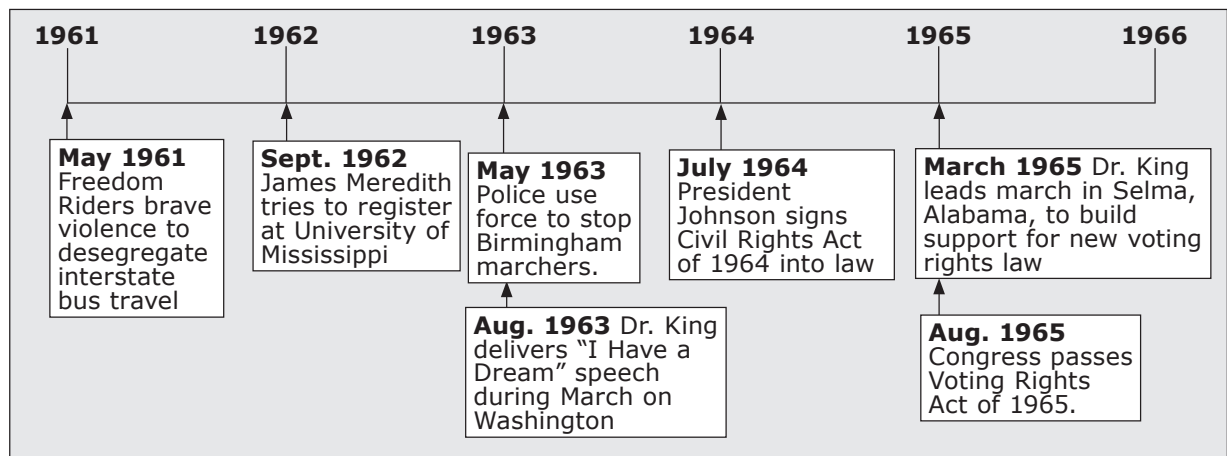 1961 1962 1963 1964 1965 1966
May 1961
Freedom
Riders brave
violence to
desegregate
interstate
bus travel
Sept. 1962
James Meredith
tries to register
at University of
Mississippi
May 1963
Police use
force to stop
Birmingham
marchers.
Aug. 1963 Dr. King
delivers “I Have a
Dream” speech
during March on
Washington
July 1964
President
Johnson signs
Civil Rights Act
of 1964 into law
March 1965 Dr. King
leads march in Selma,
Alabama, to build
support for new voting
rights law
Aug. 1965
Congress passes
Voting Rights
Act of 1965.